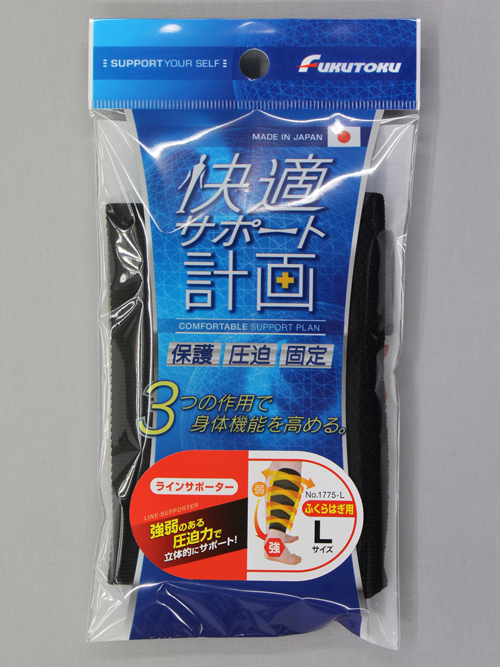 SUPPORT YOUR SELF
FUKUTOKU
MADE IN JAPAN
快適
サポート
計画
COMFORTABLE SUPPORT PLAN
保護 圧迫 固定
3つの作用で
身体機能を高める。
ラインサポーター
LINE-SUPPORTER
強弱のある
圧迫力で
立体的にサポート!
弱
強
No.1775-L
ふくらはぎ用
L
サイズ